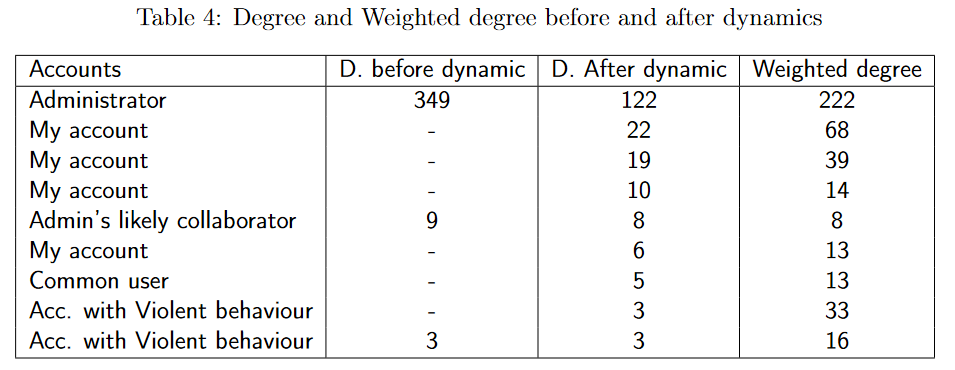 Table 4: Degree and Weighted degree before and after dynamics
Accounts D. before dynamic D. After dynamic Weighted degree
Administrator 349 122 222
My account - 22 68
My account - 19 39
My account - 10 14
Admin's likely collaborator 9 8 8
My account - 6 13
Common user - 5 13
Acc. with Violent behaviour - 3 33
Acc. with Violent behaviour 3 3 16